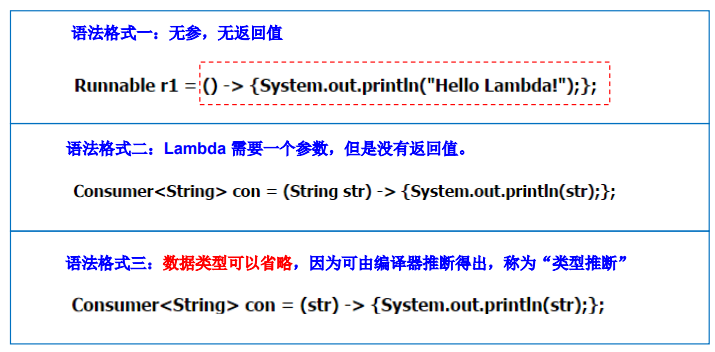 语法格式一：无参，无返回值
Runnable r1 = () -> {System.out.println("Hello Lambda!");};
语法格式二：Lambda 需要一个参数，但是没有返回值。
Consumer<String> con = (String str) -> {System.out.println(str);};
语法格式三：数据类型可以省略，因为可由编译器推断得出，称为“类型推断”
Consumer<String> con = (str) -> {System.out.println(str);};